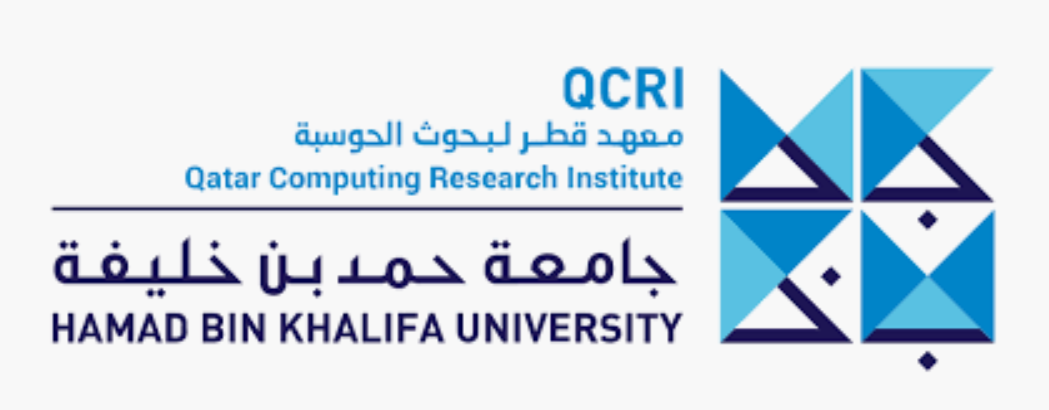 QCRI
معهد قطر لبحوث الحوسبة
Qatar Computing Research Institute
جامعة حمد بن خليفة
HAMAD BIN KHALIFA UNIVERSITY